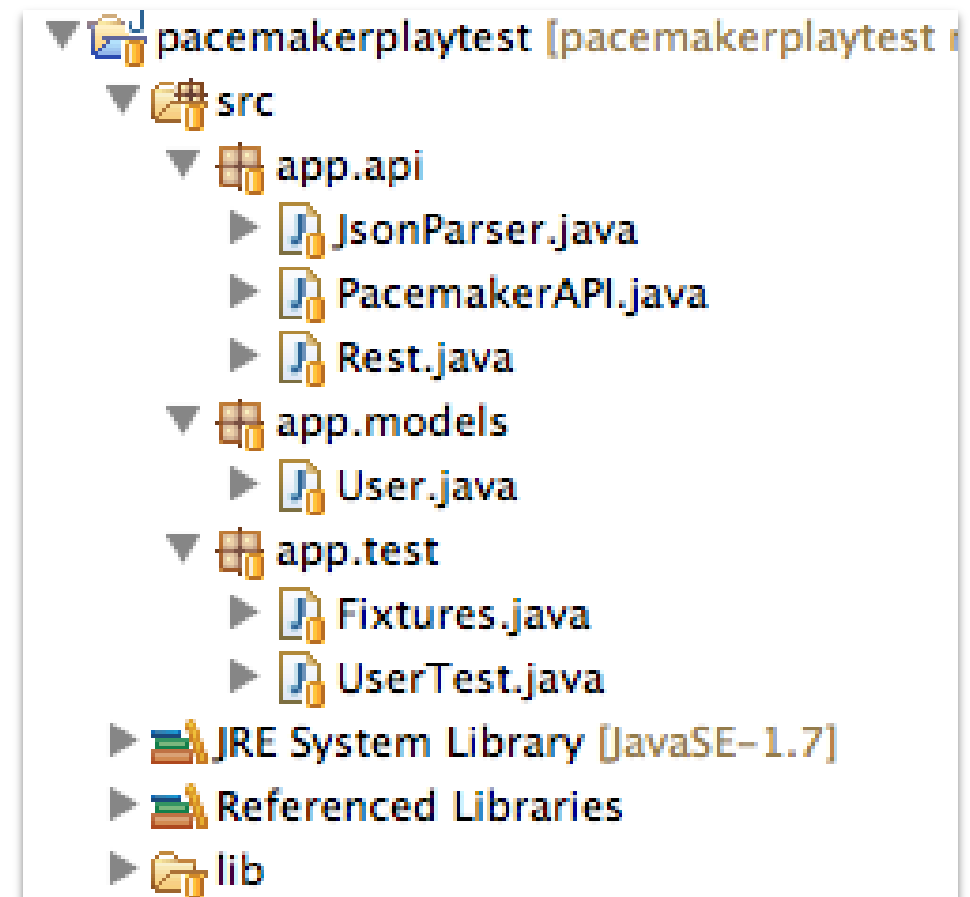 pacemakerplaytest [pacemakerplaytest
src
app.api
JsonParser.java
PacemakerAPI.java
Rest.java
app.models
User.java
app.test
Fixtures.java
UserTest.java
JRE System Library [JavaSE-1.7]
Referenced Libraries
lib